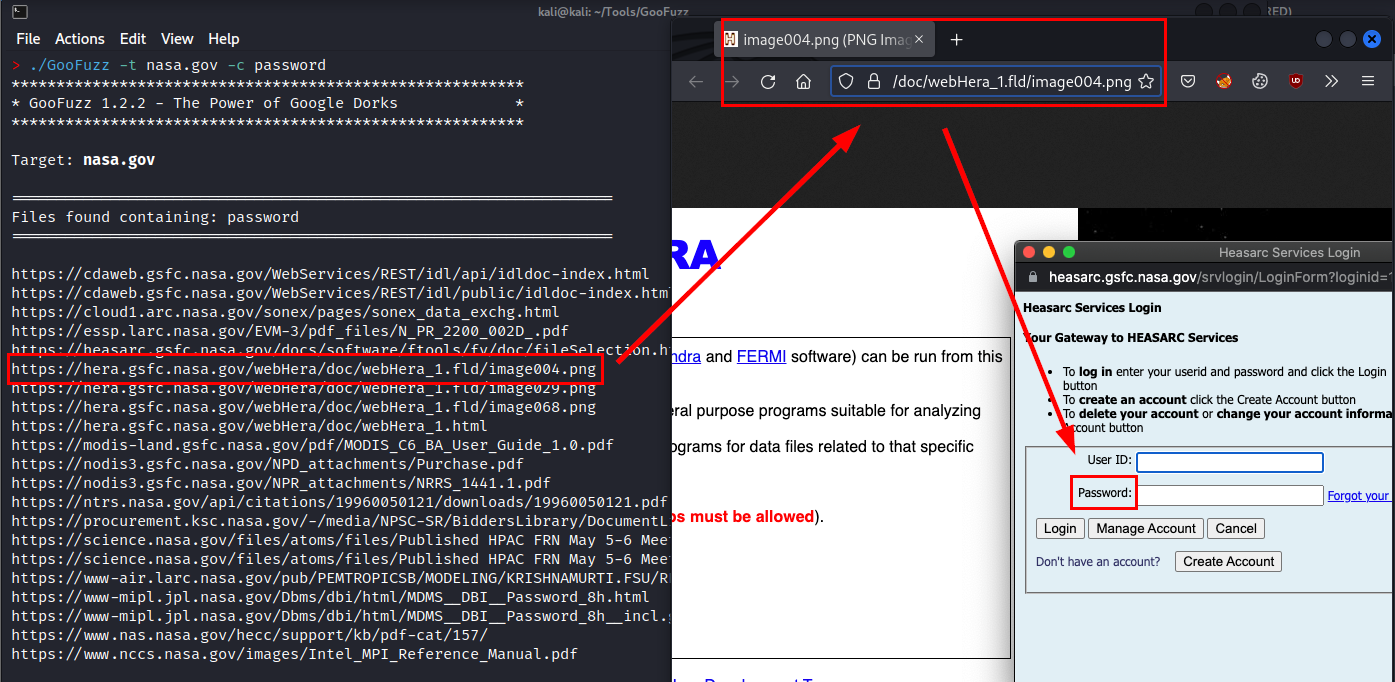 kali@kali: ~/Tools/GooFuzz
File Actions Edit View Help
> ./GooFuzz -t nasa.gov -c password
*********************************************************
* GooFuzz 1.2.2 - The Power of Google Dorks *
*********************************************************
Target: nasa.gov
===================================================================
Files found containing: password
===================================================================
https://cdaweb.gsfc.nasa.gov/WebServices/REST/idl/api/idldoc-index.html
https://cdaweb.gsfc.nasa.gov/WebServices/REST/idl/public/idldoc-index.html
https://cloud1.arc.nasa.gov/sonex/pages/sonex_data_exchg.html
https://essp.larc.nasa.gov/EVM-3/pdf_files/N_PR_2200_002D_.pdf
https://heasarc.gsfc.nasa.gov/docs/software/ftools/fv/doc/fileSelection.h
https://hera.gsfc.nasa.gov/webHera/doc/webHera_1.fld/image004.png
https://hera.gsfc.nasa.gov/webHera/doc/webHera_1.fld/image029.png
https://hera.gsfc.nasa.gov/webHera/doc/webHera_1.fld/image068.png
https://hera.gsfc.nasa.gov/webHera/doc/webHera_1.html
https://modis-land.gsfc.nasa.gov/pdf/MODIS_C6_BA_User_Guide_1.0.pdf
https://nodis3.gsfc.nasa.gov/NPD_attachments/Purchase.pdf
https://nodis3.gsfc.nasa.gov/NPR_attachments/NRRS_1441.1.pdf
https://ntrs.nasa.gov/api/citations/19960050121/downloads/19960050121.pdf
https://procurement.ksc.nasa.gov/-/media/NPSC-SR/BiddersLibrary/DocumentL
https://science.nasa.gov/files/atoms/files/Published HPAC FRN May 5-6 Mee
https://science.nasa.gov/files/atoms/files/Published HPAC FRN May 5-6 Mee
https://www-air.larc.nasa.gov/pub/PEMTROPICSB/MODELING/KRISHNAMURTI.FSU/R
https://www-mipl.jpl.nasa.gov/Dbms/dbi/html/MDMS__DBI__Password_8h.html
https://www-mipl.jpl.nasa.gov/Dbms/dbi/html/MDMS__DBI__Password_8h__incl.g
https://www.nas.nasa.gov/hecc/support/kb/pdf-cat/157/
https://www.nccs.nasa.gov/images/Intel_MPI_Reference_Manual.pdf
RED)
image004.png (PNG Imag
/doc/webHera_1.fld/image004.png
RA
ndra and FERMI software) can be run from this
eral purpose programs suitable for analyzing
ograms for data files related to that specific
os must be allowed).
Heasarc Services Login
heasarc.gsfc.nasa.gov/srvlogin/LoginForm?loginid=
Heasarc Services Login
Your Gateway to HEASARC Services
• To log in enter your userid and password and click the Login
button
• To create an account click the Create Account button
• To delete your account or change your account informa
Account button
User ID:
Password:
Forgot your
Login Manage Account Cancel
Don't have an account? Create Account